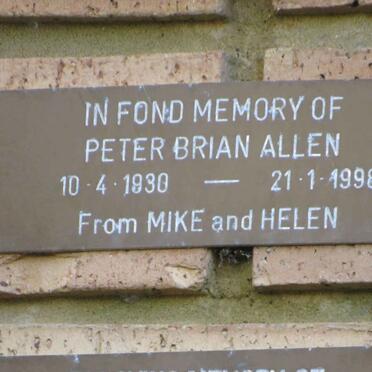 IN FOND MEMORY OF
PETER BRIAN ALLEN
10·4·1930 — 21·1·1998
From MIKE and HELEN